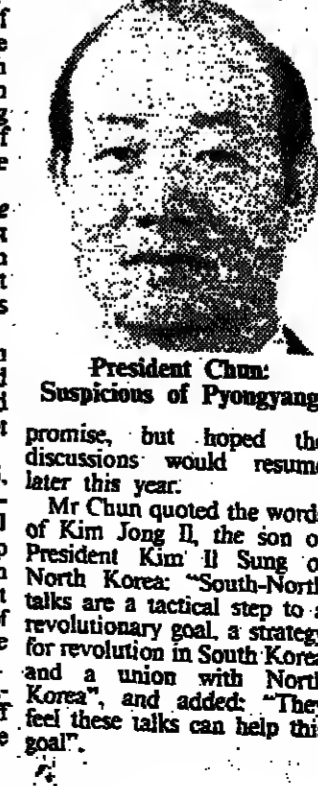 President Chun:
Suspicious of Pyongyang
promise, but hoped the
discussions would resume
later this year.
Mr Chun quoted the words
of Kim Jong Il, the son of
President Kim Il Sung of
North Korea: “South-North
talks are a tactical step to a
revolutionary goal, a strategy
for revolution in South Korea
and a union with North
Korea”, and added: “They
feel these talks can help this
goal”.